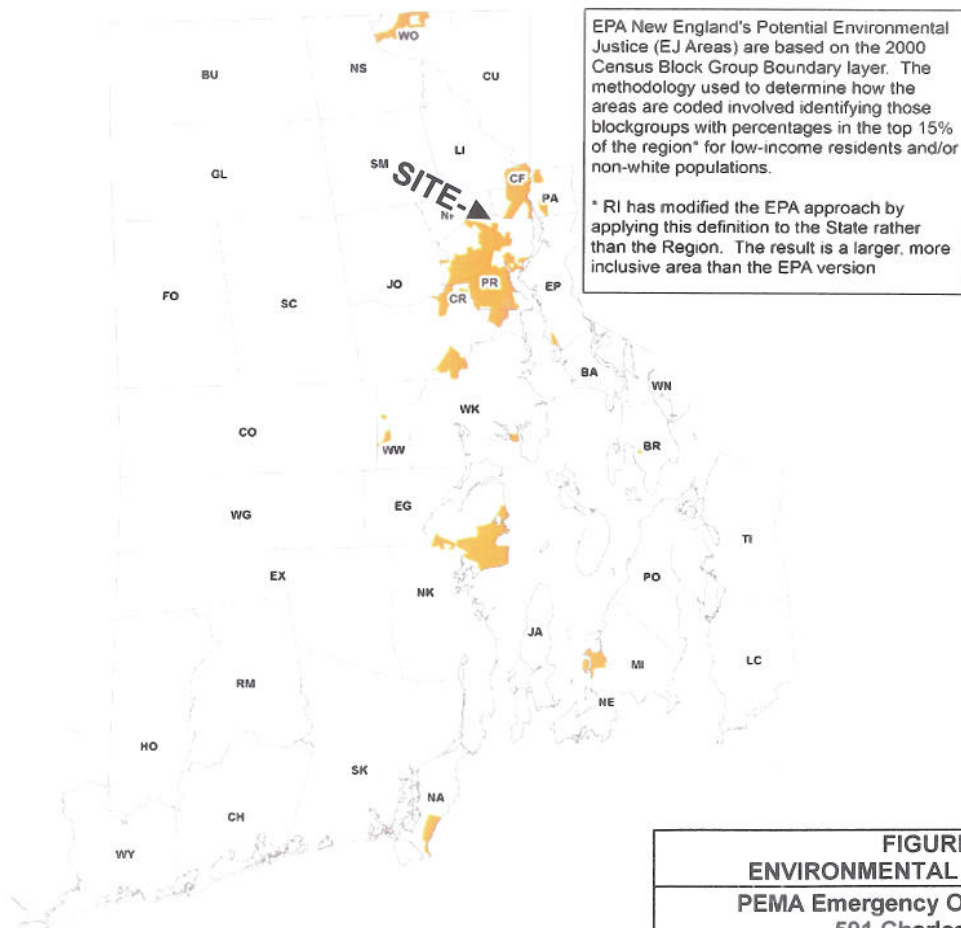 EPA New England's Potential Environmental
Justice (EJ Areas) are based on the 2000
Census Block Group Boundary layer. The
methodology used to determine how the
areas are coded involved identifying those
blockgroups with percentages in the top 15%
of the region* for low-income residents and/or
non-white populations.
* RI has modified the EPA approach by
applying this definition to the State rather
than the Region. The result is a larger, more
inclusive area than the EPA version
WO
BU
NS
CU
LI
GL
SM
CF
PA
SITE
FO
SC
JO
CR
PR
EP
BA
WN
CO
WK
WW
BR
WG
EG
TI
EX
NK
PO
JA
MI
LC
RM
NE
HO
SK
NA
CH
WY
FIGURE
ENVIRONMENTAL
PEMA Emergency O
591 Charles